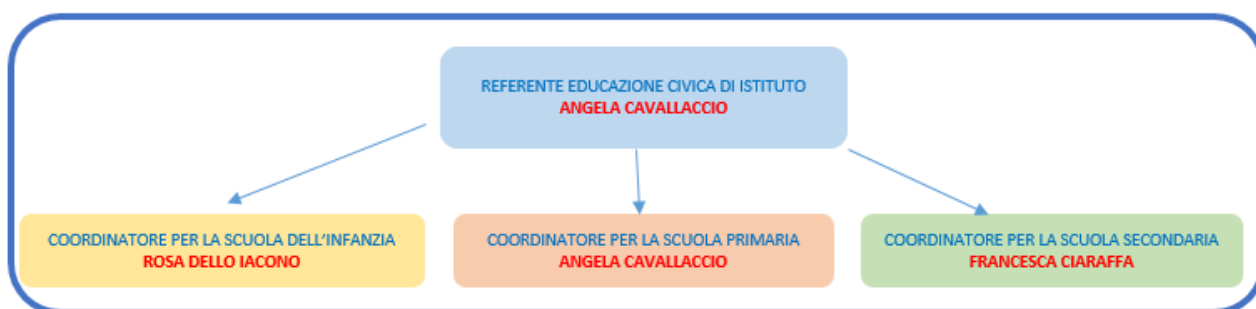 REFERENTE EDUCAZIONE CIVICA DI ISTITUTO
ANGELA CAVALLACCIO
COORDINATORE PER LA SCUOLA DELL'INFANZIA
ROSA DELLO IACONO
COORDINATORE PER LA SCUOLA PRIMARIA
ANGELA CAVALLACCIO
COORDINATORE PER LA SCUOLA SECONDARIA
FRANCESCA CIARAFFA